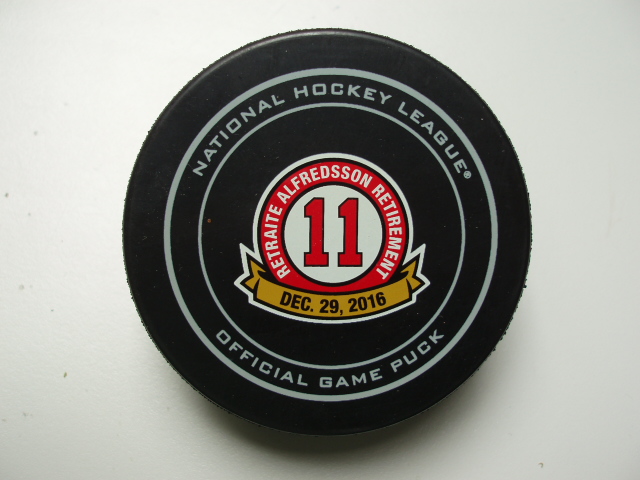 NATIONAL HOCKEY LEAGUE®
RETRAITE ALFREDSSON RETIREMENT
11
DEC. 29, 2016
OFFICIAL GAME PUCK